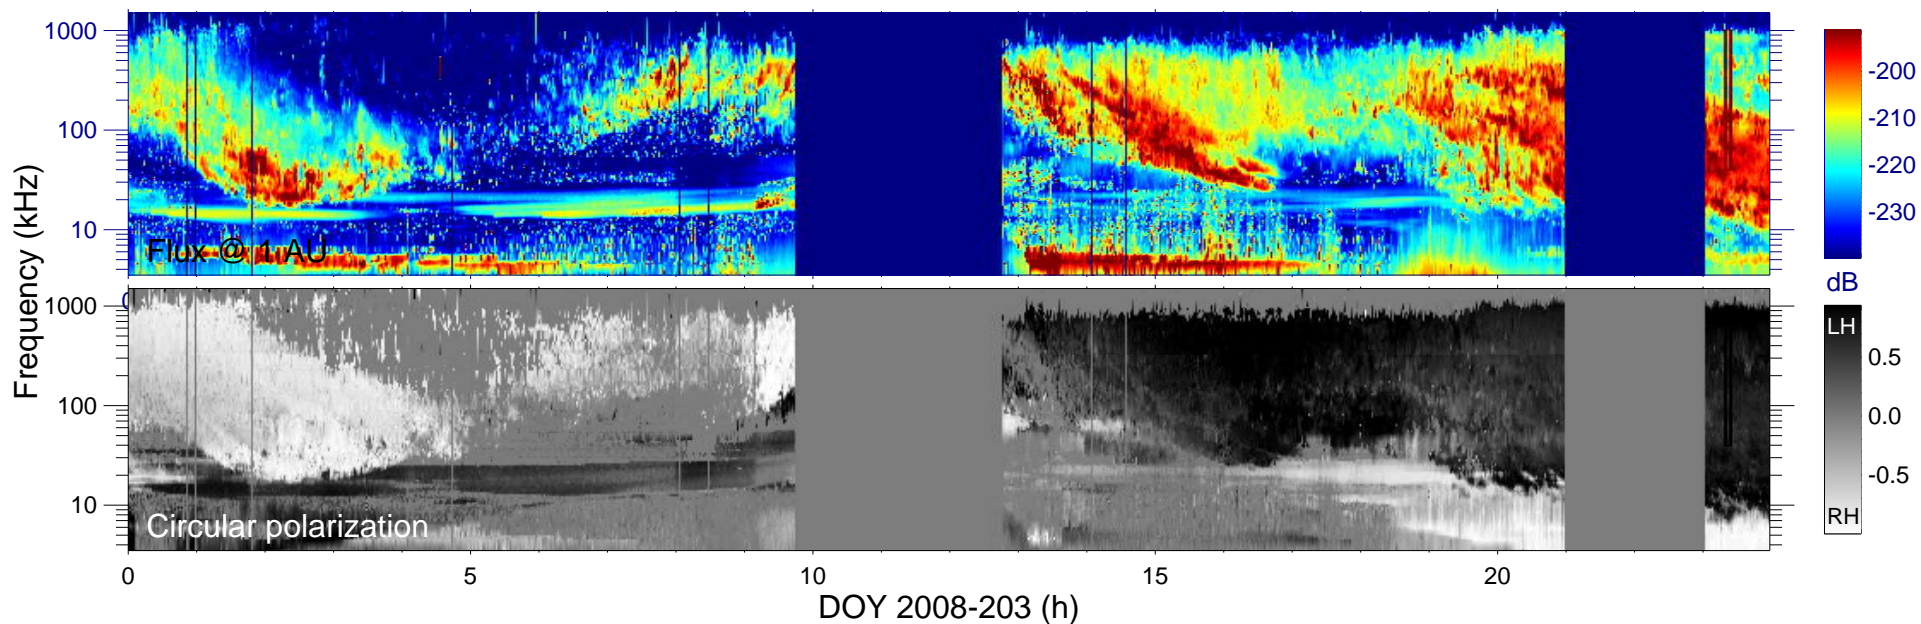 1000
100
10
Flux @ 1 AU
-200
-210
-220
-230
dB
0
Frequency (kHz)
1000
100
10
Circular polarization
LH
0.5
0.0
-0.5
RH
0
5
10
15
20
DOY 2008-203 (h)